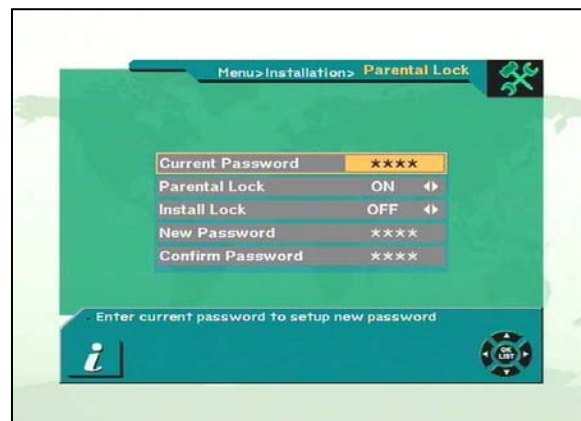 Menu>Installation> Parental Lock
Current Password ****
Parental Lock ON
Install Lock OFF
New Password ****
Confirm Password ****
- Enter current password to setup new password
i
OK
LIST